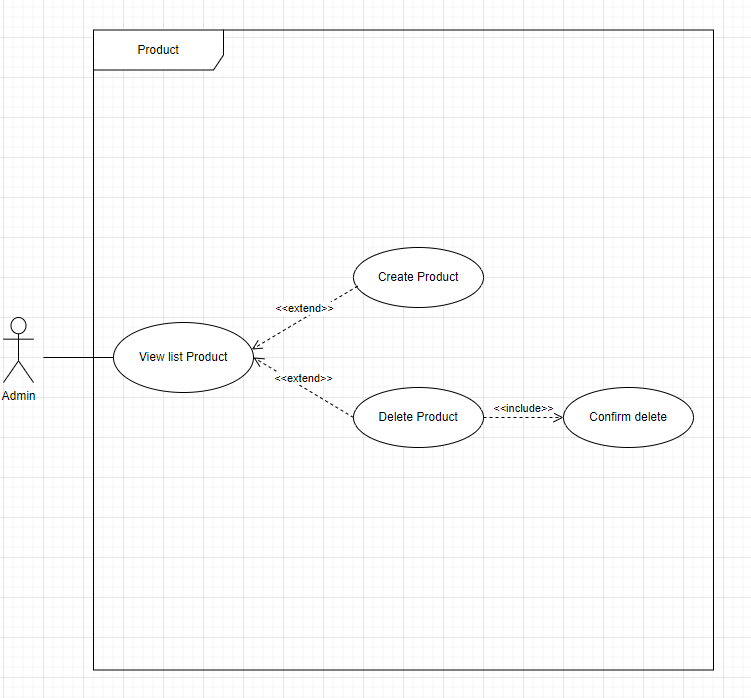 Product
Create Product
<<extend>>
View list Product
Admin
<<extend>>
Delete Product
<<include>>
Confirm delete